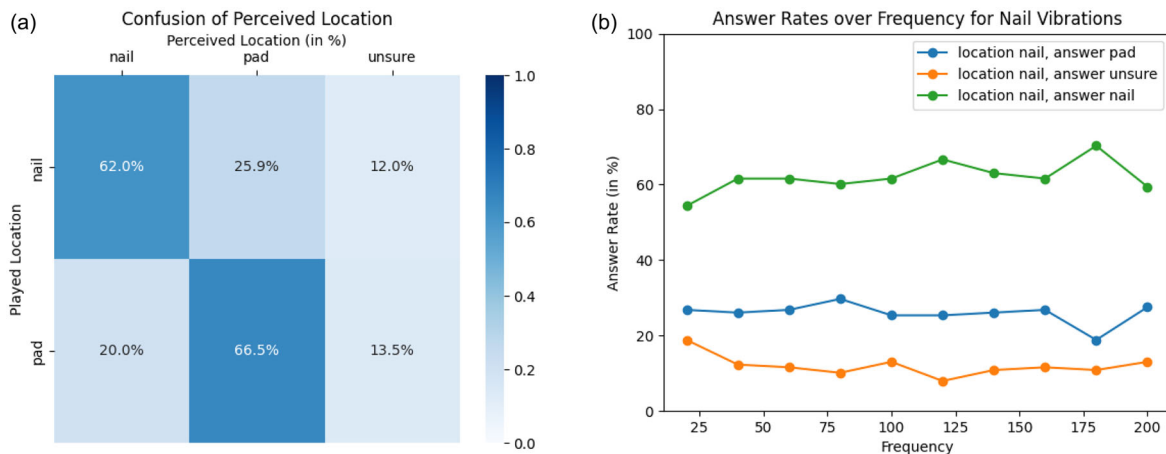 (a)
Confusion of Perceived Location
Perceived Location (in %)
nail pad unsure
Played Location
nail
62.0% 25.9% 12.0%
pad
20.0% 66.5% 13.5%
1.0
0.8
0.6
0.4
0.2
0.0
(b)
Answer Rates over Frequency for Nail Vibrations
Answer Rate (in %)
100
80
60
40
20
0
location nail, answer pad
location nail, answer unsure
location nail, answer nail
25 50 75 100 125 150 175 200
Frequency